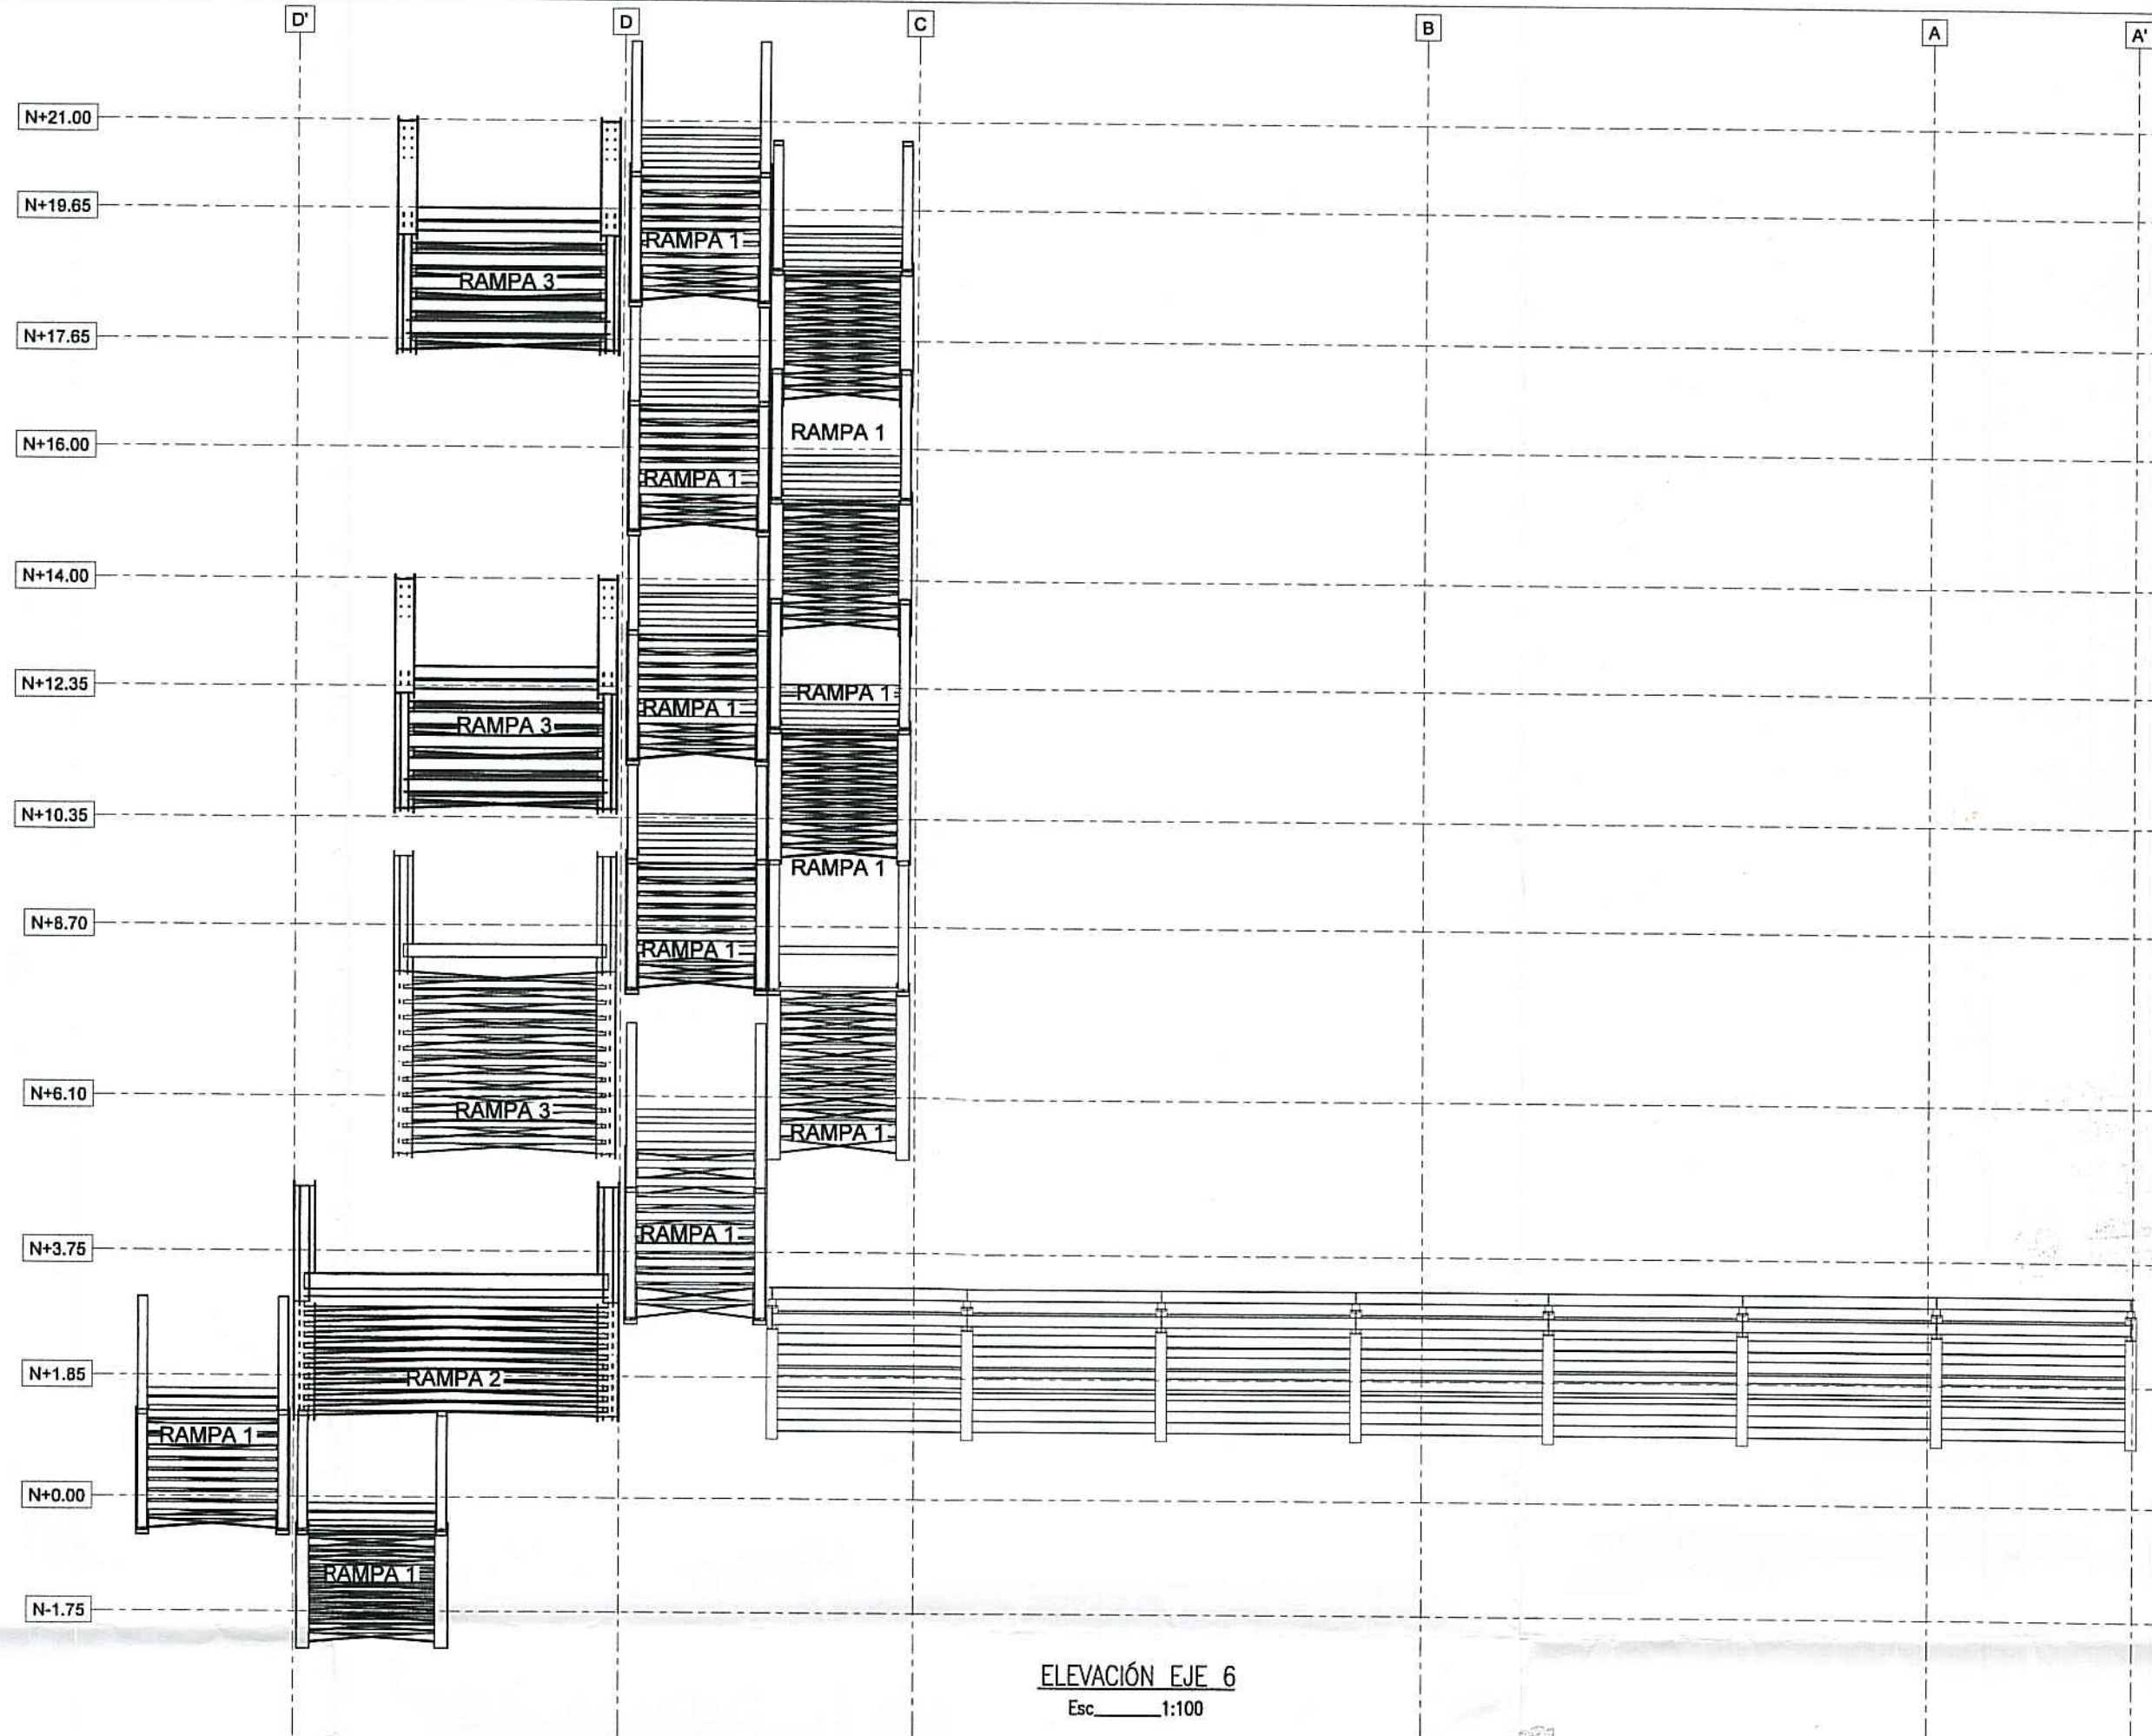 D'
D
C
B
A
A'
N+21.00
N+19.65
RAMPA 1
RAMPA 3
N+17.65
RAMPA 1
N+16.00
RAMPA 1
N+14.00
N+12.35
RAMPA 1
RAMPA 1
RAMPA 3
N+10.35
RAMPA 1
N+8.70
RAMPA 1
N+6.10
RAMPA 3
RAMPA 1
RAMPA 1
N+3.75
N+1.85
RAMPA 2
RAMPA 1
N+0.00
RAMPA 1
N-1.75
ELEVACIÓN EJE 6
Esc______1:100